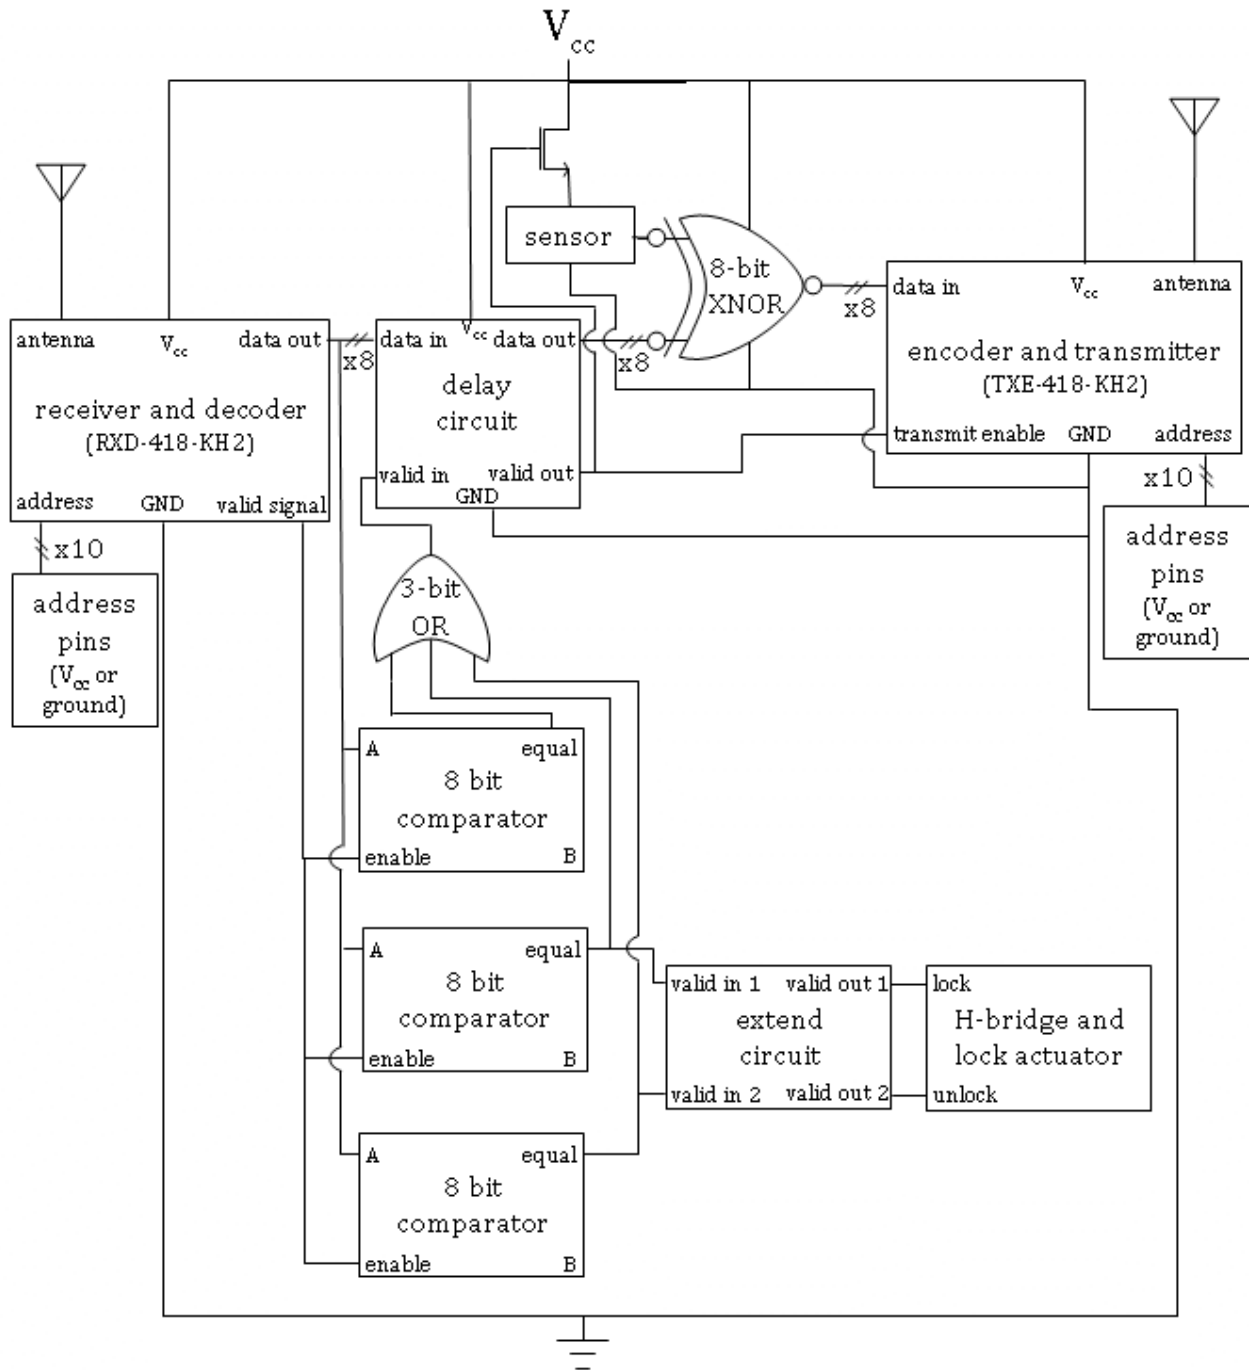 Vcc
sensor
8-bit
XNOR
x8
data in
Vcc
antenna
encoder and transmitter
(TXE-418-KH2)
transmit enable
GND
address
x10
address
pins
(Vcc or
ground)
antenna
Vcc
data out
receiver and decoder
(RXD-418-KH2)
address
GND
valid signal
x10
address
pins
(Vcc or
ground)
x8
data in
Vcc
data out
delay
circuit
valid in
valid out
GND
x8
3-bit
OR
A
equal
8 bit
comparator
enable
B
A
equal
8 bit
comparator
enable
B
A
equal
8 bit
comparator
enable
B
valid in 1
valid out 1
extend
circuit
valid in 2
valid out 2
lock
H-bridge and
lock actuator
unlock